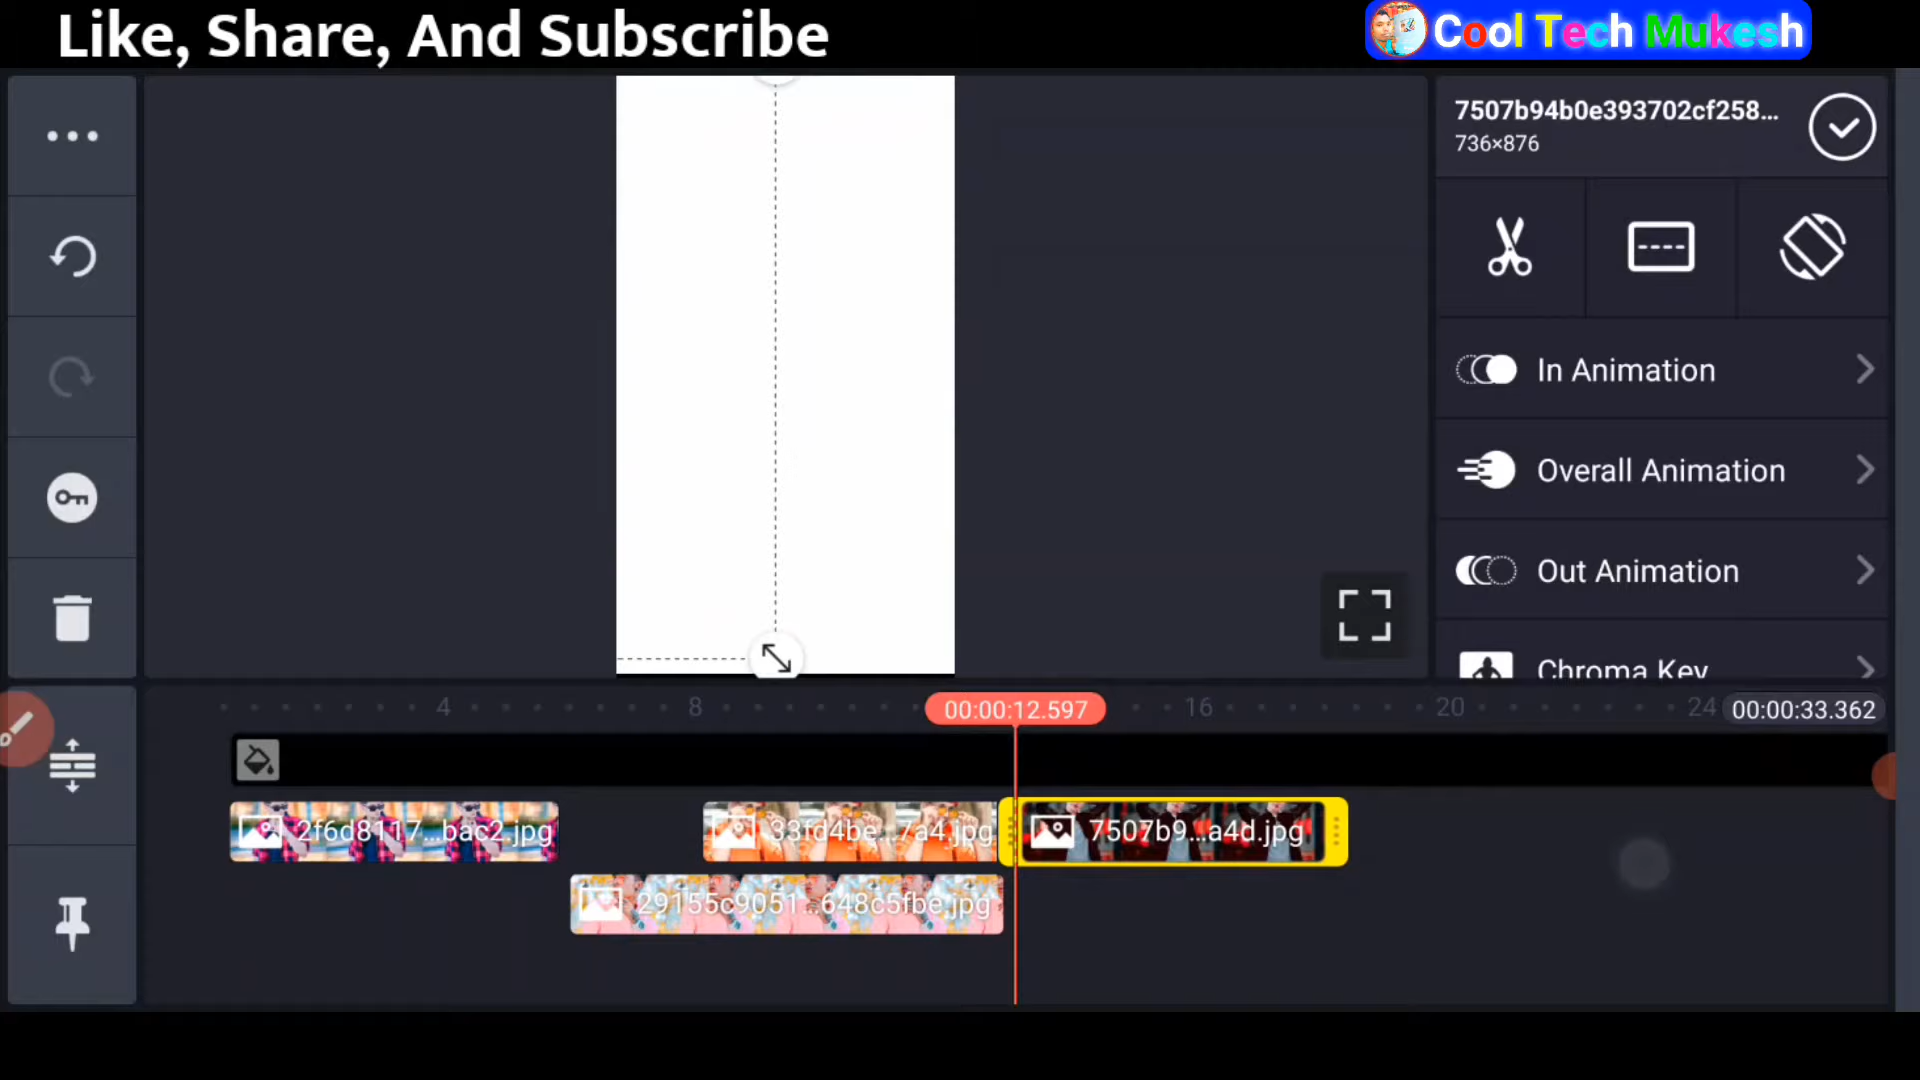 Like, Share, And Subscribe
Cool Tech Mukesh
7507b94b0e393702cf258...
736×876
In Animation
Overall Animation
Out Animation
Chroma Key
4
8
00:00:12.597
16
20
24
00:00:33.362
2f6d8117...bac2.jpg
33fd4be...7a4.jpg
7507b9...a4d.jpg
29155c9051...648c5fbe.jpg